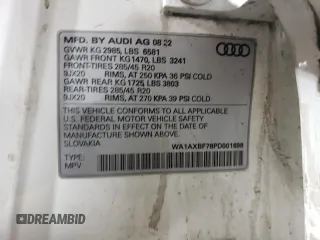 MFD. BY AUDI AG 08 22
GVWR KG 2985, LBS 6581
GAWR FRONT KG1470, LBS 3241
FRONT-TIRES 285/45 R20
9JX20 RIMS, AT 250 KPA 36 PSI COLD
GAWR REAR KG 1725, LBS 3803
REAR-TIRES 285/45 R20
9JX20 RIMS, AT 270 KPA 39 PSI COLD
THIS VEHICLE CONFORMS TO ALL APPLICABLE
U.S. FEDERAL MOTOR VEHICLE SAFETY
STANDARDS IN EFFECT ON THE DATE OF
MANUFACTURE SHOWN ABOVE.
SLOVAKIA
TYPE:
MPV
DREAMBID